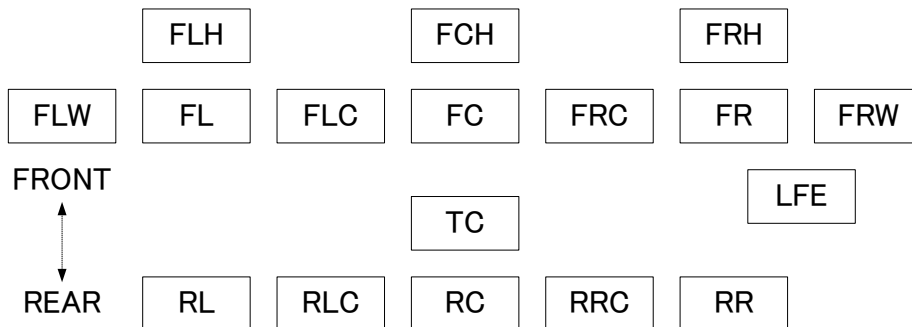 FLH FCH FRH
FLW FL FLC FC FRC FR FRW
FRONT
LFE
TC
REAR RL RLC RC RRC RR